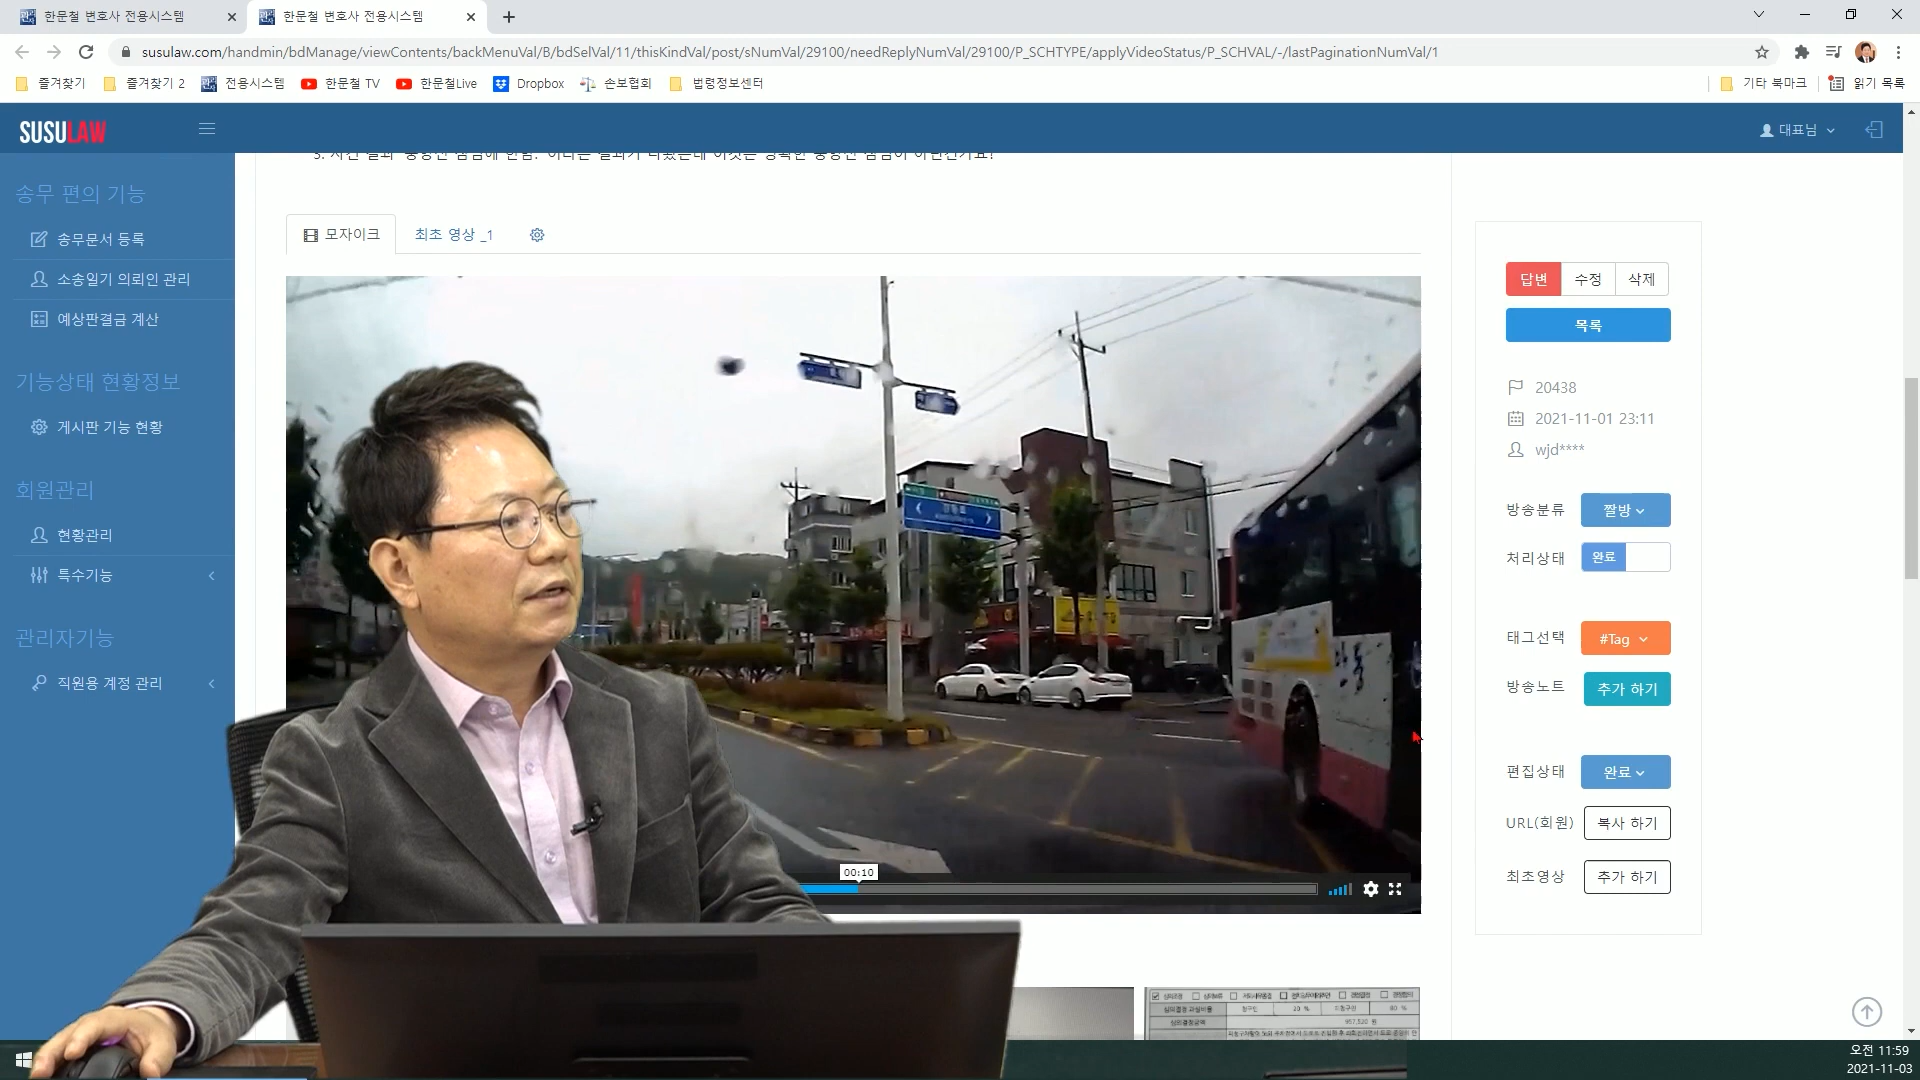 한문철 변호사 전용시스템
한문철 변호사 전용시스템
susulaw.com/handmin/bdManage/viewContents/backMenuVal/B/bdSelVal/11/thisKindVal/post/sNumVal/29100/needReplyNumVal/29100/P_SCHTYPE/applyVideoStatus/P_SCHVAL/-/lastPaginationNumVal/1
즐겨찾기 즐겨찾기 2 전용시스템 한문철 TV 한문철Live Dropbox 손보협회 법령정보센터 기타 북마크 읽기 목록
SUSULAW
대표님
송무 편의 기능
송무문서 등록
소송일기 의뢰인 관리
예상판결금 계산
기능상태 현황정보
게시판 기능 현황
회원관리
현황관리
특수기능
관리자기능
직원용 계정 관리
모자이크 최초 영상 _1
00:10
답변 수정 삭제
목록
20438
2021-11-01 23:11
wjd****
방송분류 짤방
처리상태 완료
태그선택 #Tag
방송노트 추가 하기
편집상태 완료
URL(회원) 복사 하기
최초영상 추가 하기
오전 11:59
2021-11-03